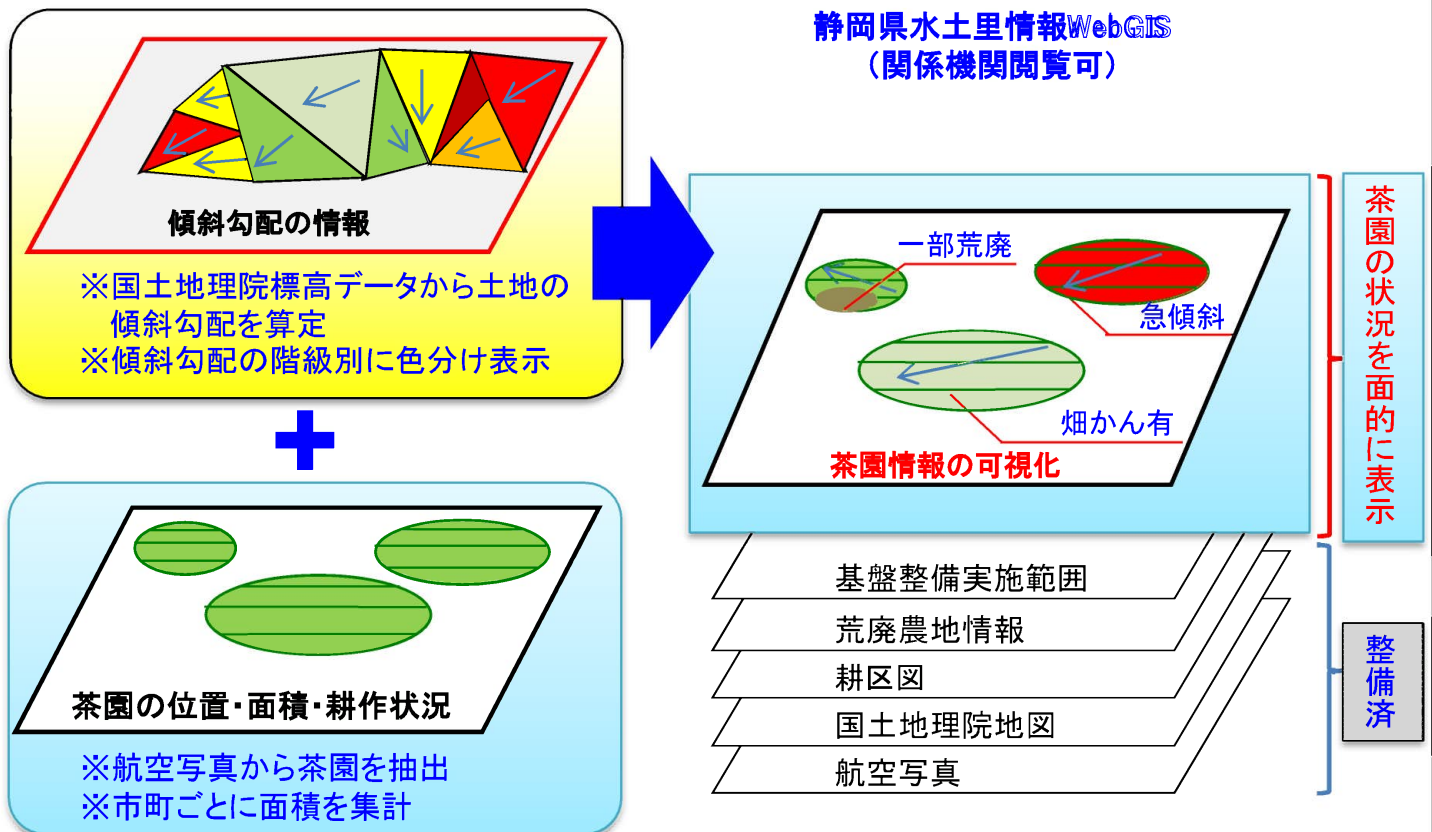 静岡県水土里情報WebGIS
（関係機関閲覧可）
傾斜勾配の情報
※国土地理院標高データから土地の
傾斜勾配を算定
※傾斜勾配の階級別に色分け表示
茶園の位置・面積・耕作状況
※航空写真から茶園を抽出
※市町ごとに面積を集計
一部荒廃
急傾斜
畑かん有
茶園情報の可視化
茶園の状況を面的に表示
基盤整備実施範囲
荒廃農地情報
耕区図
国土地理院地図
航空写真
整備済